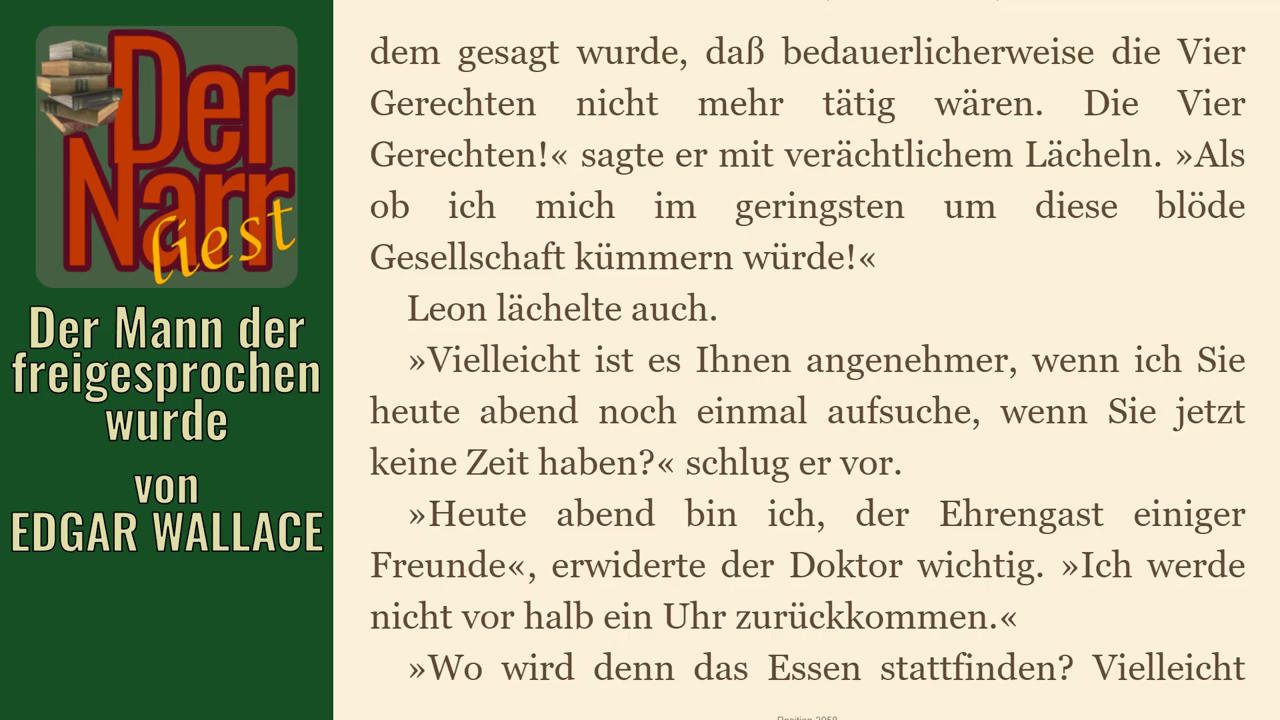 Der
Narr
liest
Der Mann der
freigesprochen
wurde
von
EDGAR WALLACE
dem gesagt wurde, daß bedauerlicherweise die Vier
Gerechten nicht mehr tätig wären. Die Vier
Gerechten!« sagte er mit verächtlichem Lächeln. »Als
ob ich mich im geringsten um diese blöde
Gesellschaft kümmern würde!«
Leon lächelte auch.
»Vielleicht ist es Ihnen angenehmer, wenn ich Sie
heute abend noch einmal aufsuche, wenn Sie jetzt
keine Zeit haben?« schlug er vor.
»Heute abend bin ich, der Ehrengast einiger
Freunde«, erwiderte der Doktor wichtig. »Ich werde
nicht vor halb ein Uhr zurückkommen.«
»Wo wird denn das Essen stattfinden? Vielleicht